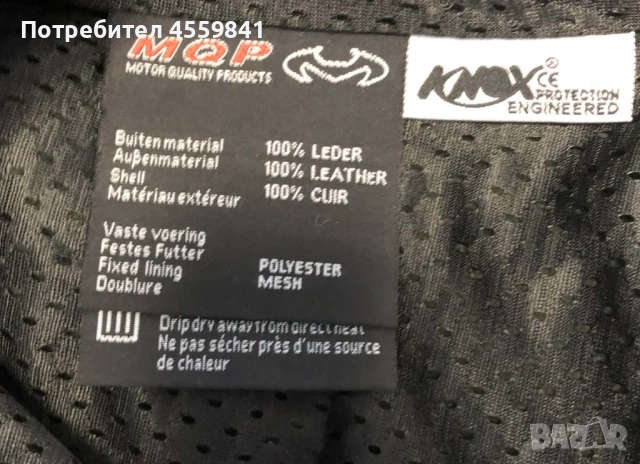 Потребител 4559841
MQP
MOTOR QUALITY PRODUCTS
KNOX®
CE
PROTECTION
ENGINEERED
Buitenmaterial 100% LEDER
Außenmaterial 100% LEATHER
Shell 100% CUIR
Matériau extérieur
Vaste voering
Festes Futter
Fixed lining POLYESTER
Doublure MESH
Drip dry away from direct heat
Ne pas sécher près d'une source
de chaleur
BAZAR